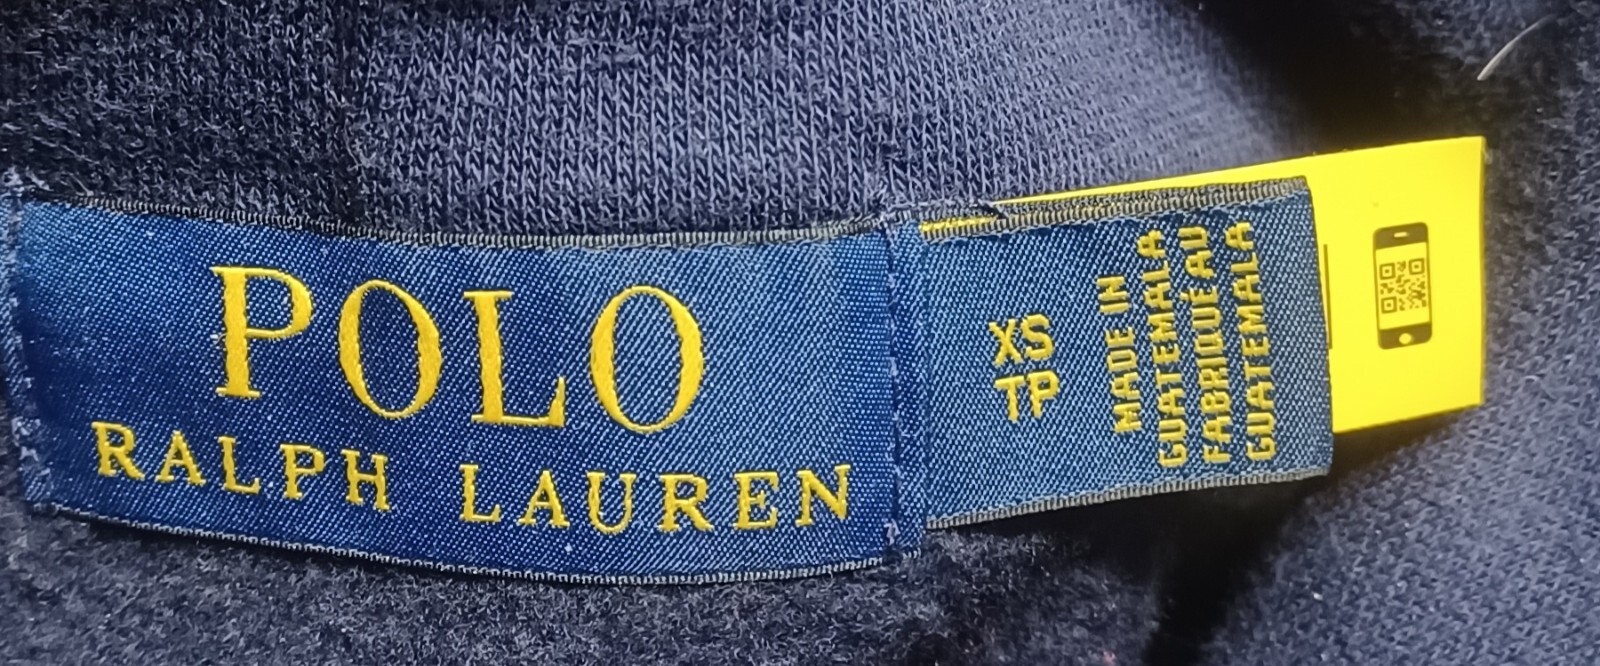 POLO
RALPH LAUREN
XS
TP
MADE IN
GUATEMALA
FABRIQUÉ AU
GUATEMALA